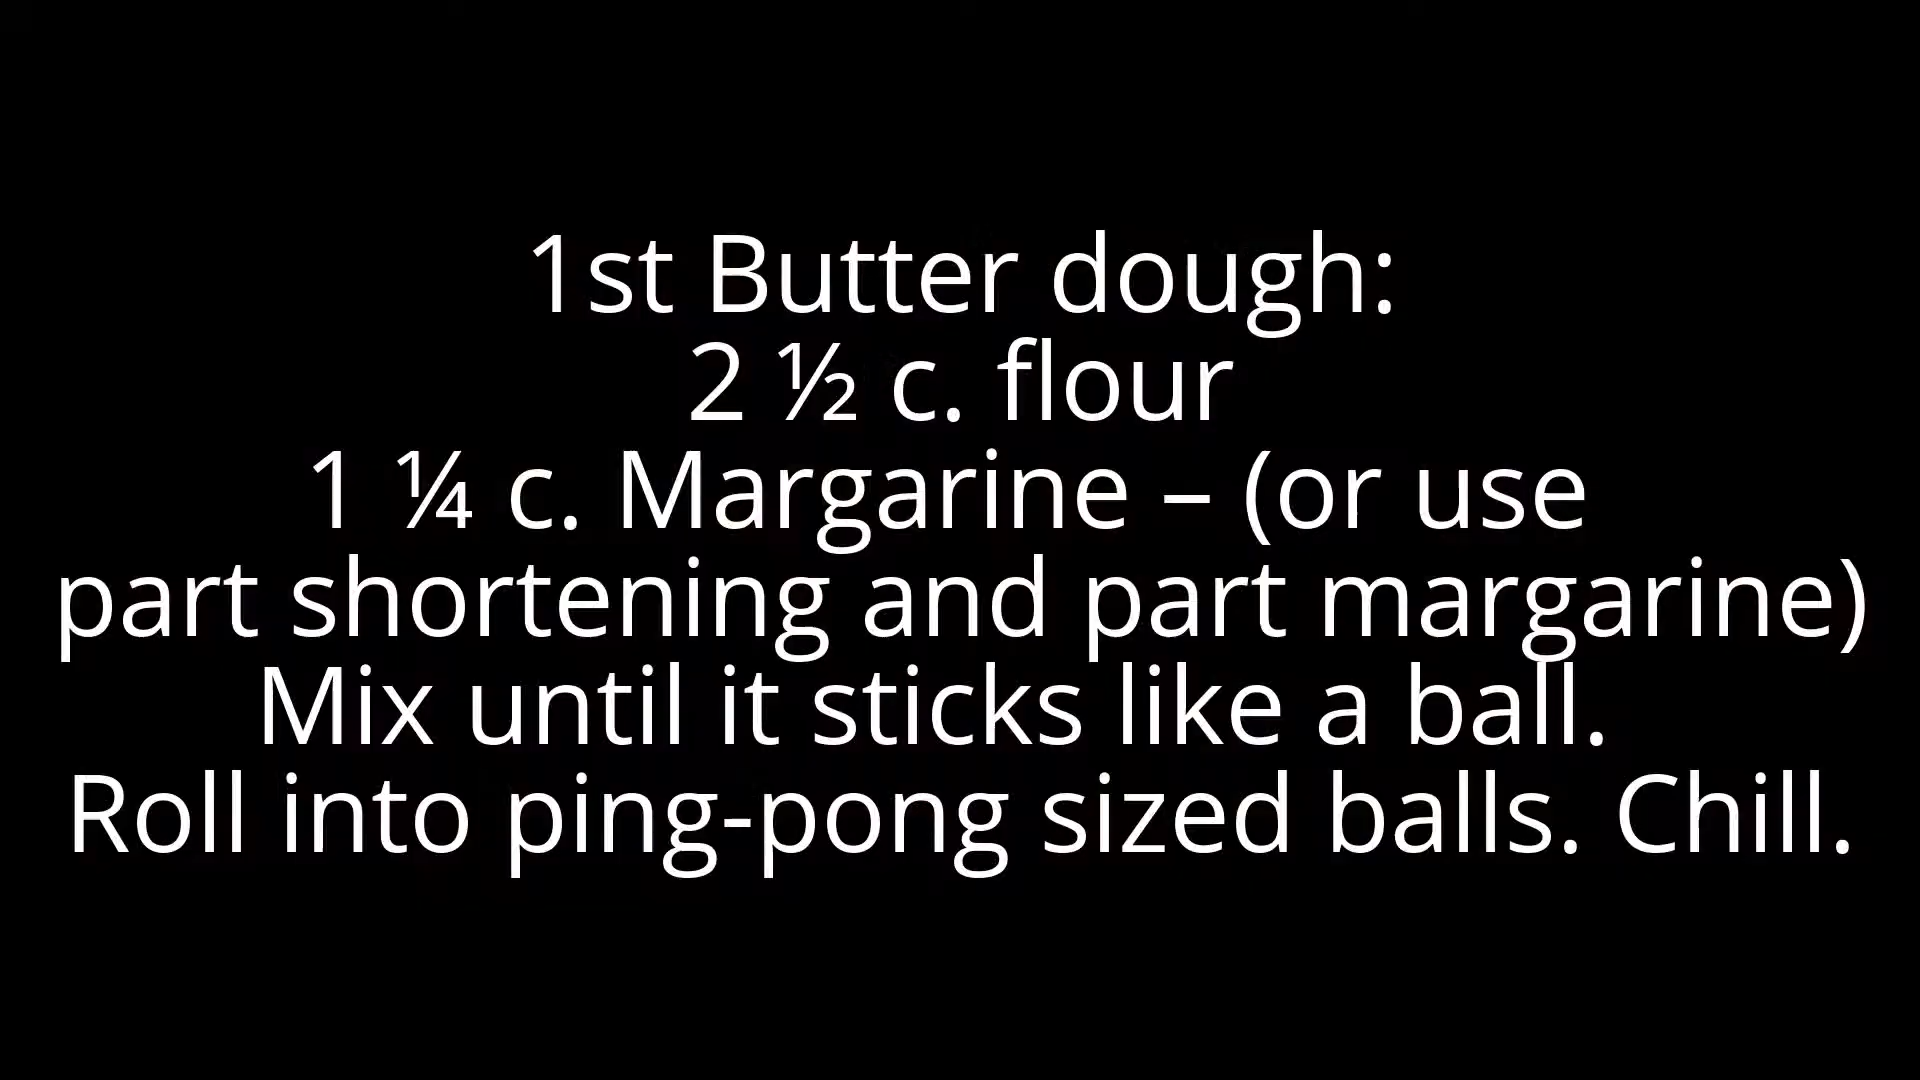 1st Butter dough:
2 ½ c. flour
1 ¼ c. Margarine – (or use
part shortening and part margarine)
Mix until it sticks like a ball.
Roll into ping-pong sized balls. Chill.